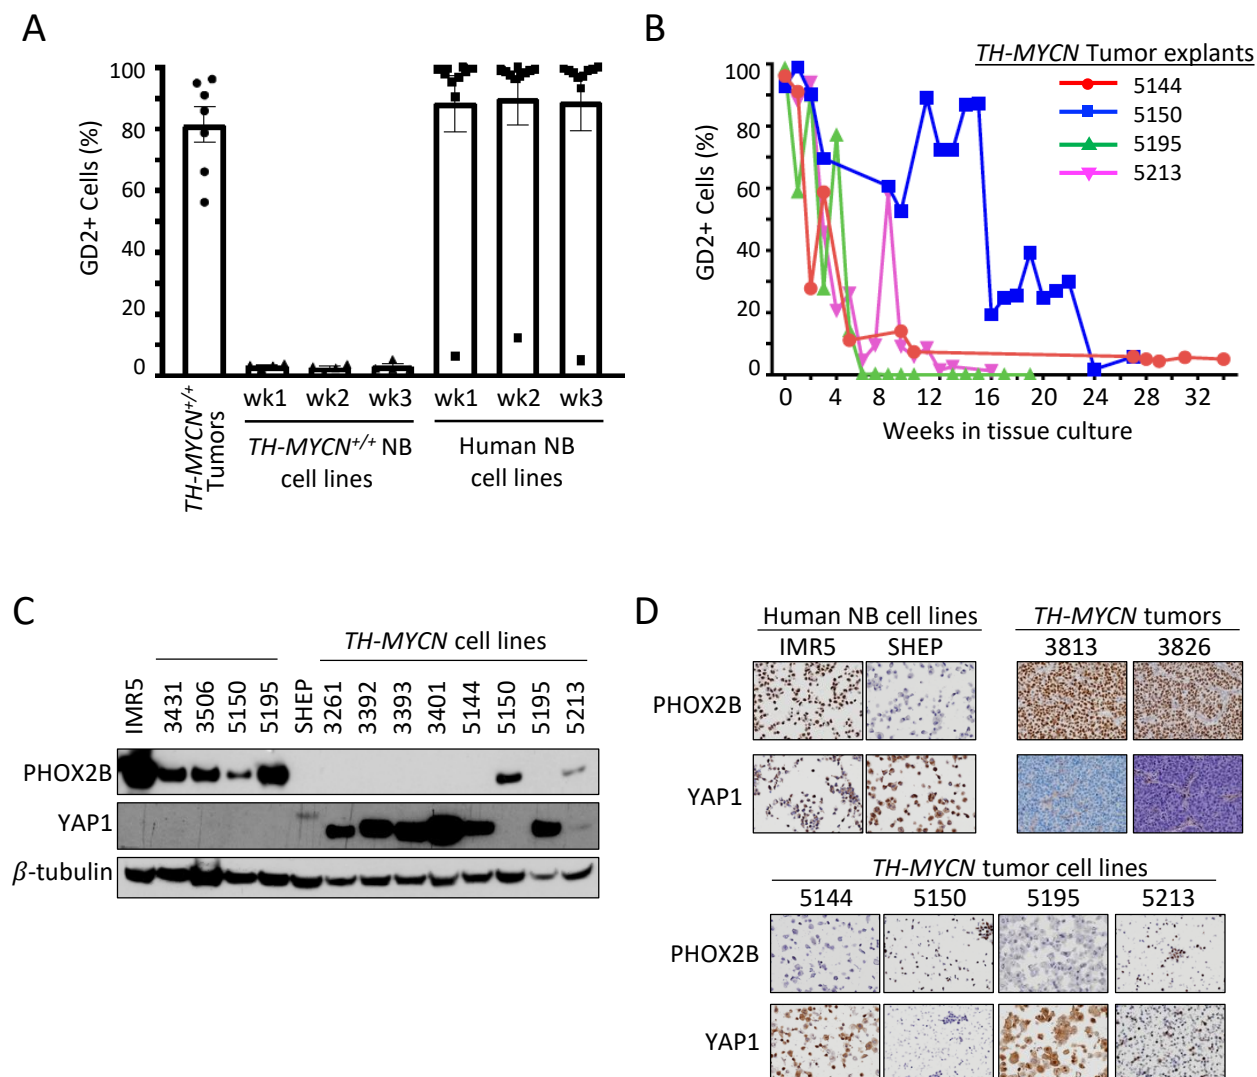 A
GD2+ Cells (%)
100
80
60
40
20
0
TH-MYCN+/+
Tumors
wk1 wk2 wk3
TH-MYCN+/+ NB
cell lines
wk1 wk2 wk3
Human NB
cell lines
B
TH-MYCN Tumor explants
5144
5150
5195
5213
GD2+ Cells (%)
100
80
60
40
20
0
0 4 8 12 16 20 24 28 32
Weeks in tissue culture
C
TH-MYCN cell lines
IMR5 3431 3506 5150 5195 SHEP 3261 3392 3393 3401 5144 5150 5195 5213
PHOX2B
YAP1
β-tubulin
D
Human NB cell lines
IMR5 SHEP
TH-MYCN tumors
3813 3826
PHOX2B
YAP1
TH-MYCN tumor cell lines
5144 5150 5195 5213
PHOX2B
YAP1